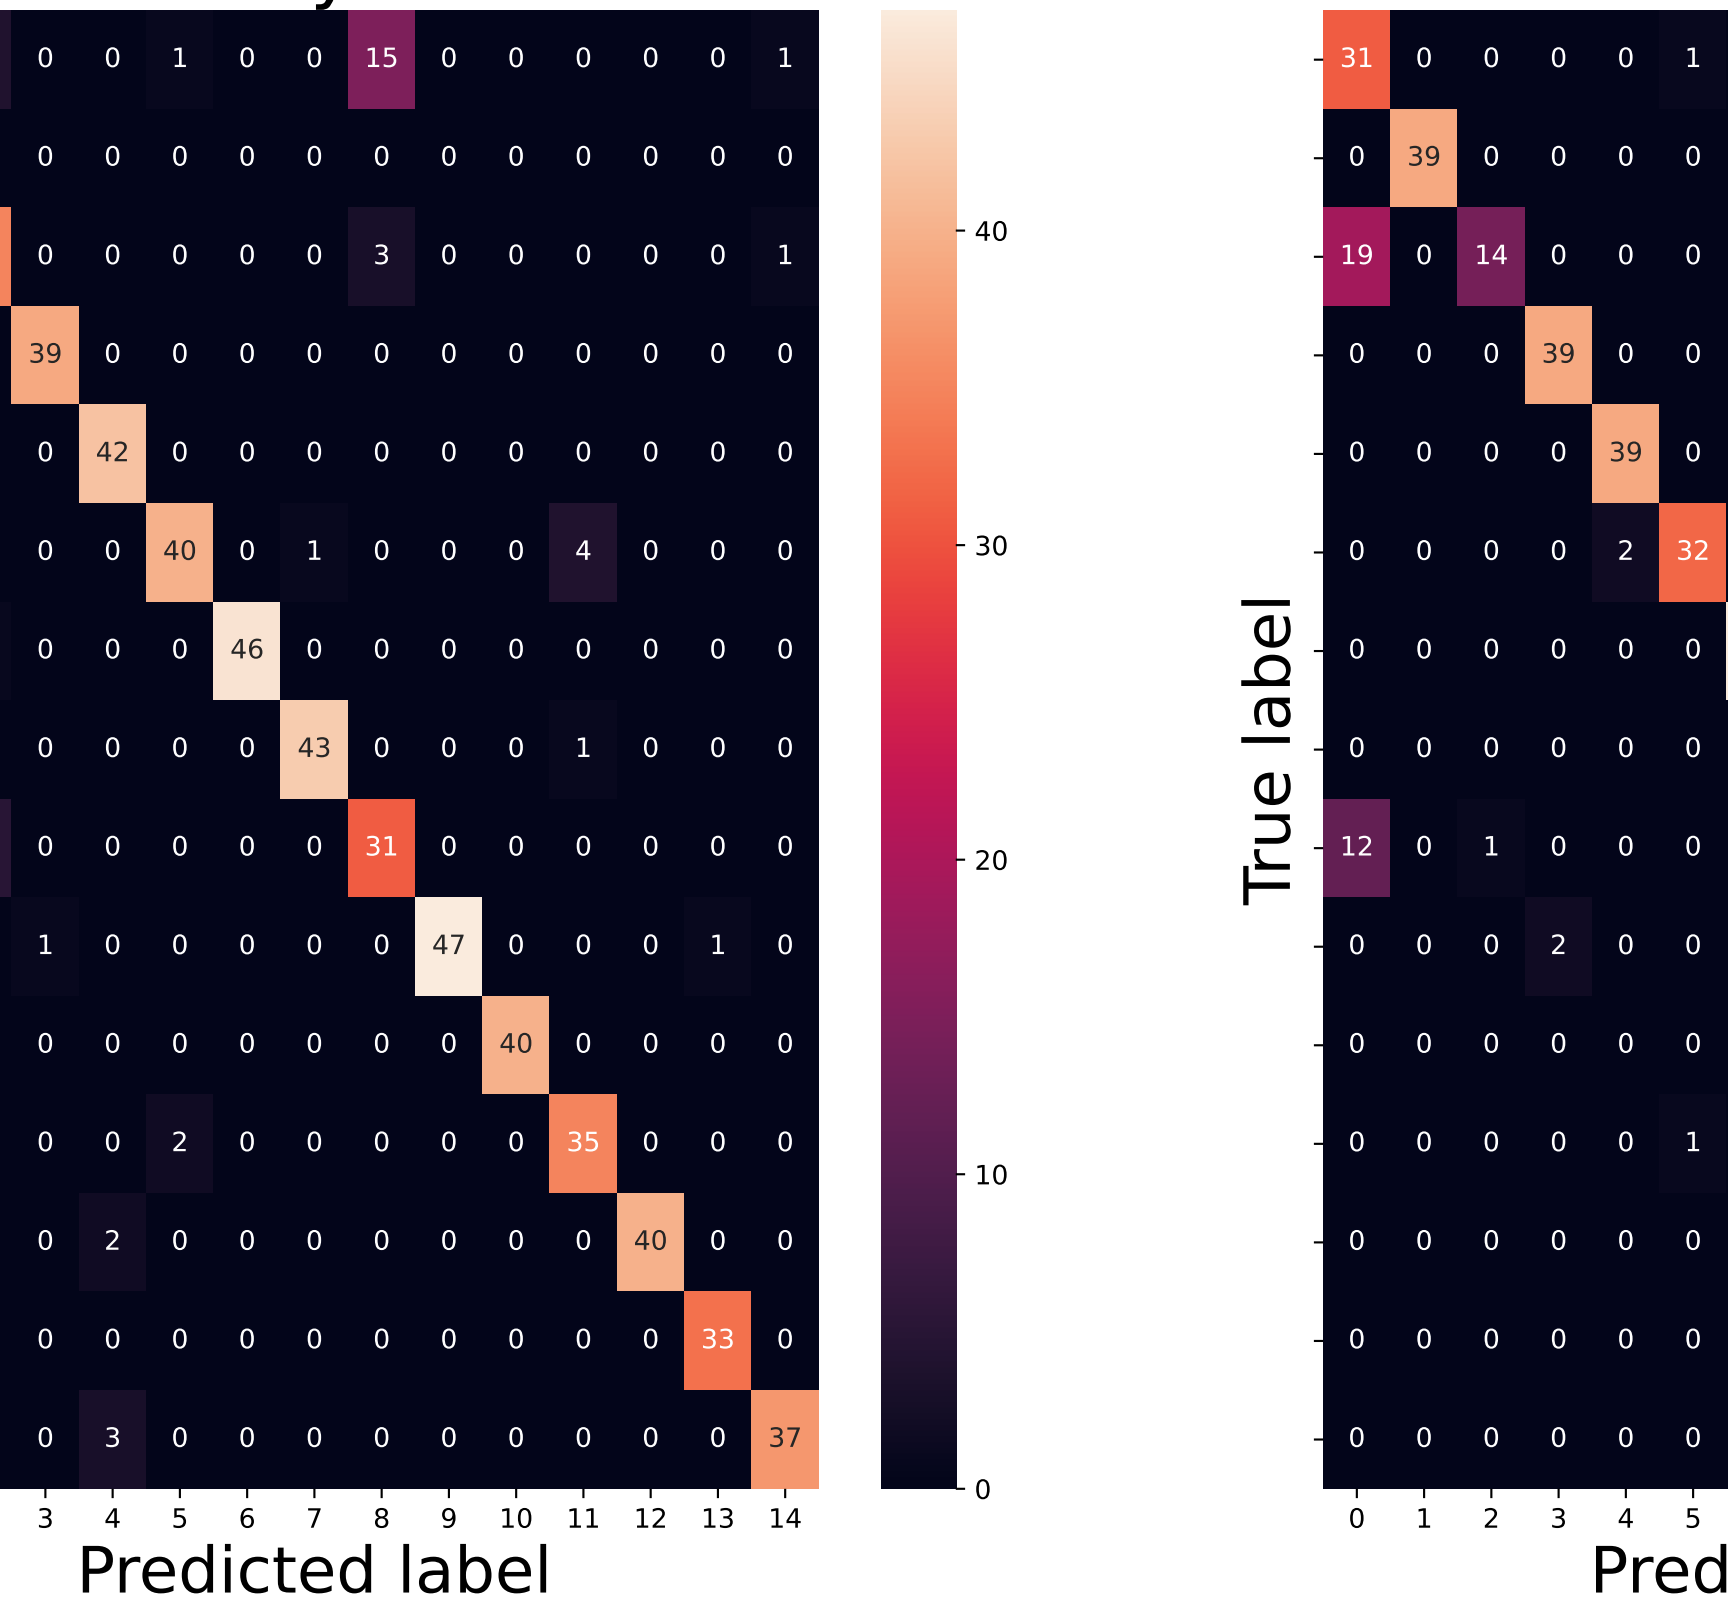 0 0 1 0 0 15 0 0 0 0 0 1
0 0 0 0 0 0 0 0 0 0 0 0
0 0 0 0 0 3 0 0 0 0 0 1
39 0 0 0 0 0 0 0 0 0 0 0
0 42 0 0 0 0 0 0 0 0 0 0
0 0 40 0 1 0 0 0 4 0 0 0
0 0 0 46 0 0 0 0 0 0 0 0
0 0 0 0 43 0 0 0 1 0 0 0
0 0 0 0 0 31 0 0 0 0 0 0
1 0 0 0 0 0 47 0 0 0 1 0
0 0 0 0 0 0 0 40 0 0 0 0
0 0 2 0 0 0 0 0 35 0 0 0
0 2 0 0 0 0 0 0 0 40 0 0
0 0 0 0 0 0 0 0 0 0 33 0
0 3 0 0 0 0 0 0 0 0 0 37
3 4 5 6 7 8 9 10 11 12 13 14
Predicted label
40
30
20
10
0
True label
31 0 0 0 0 1
0 39 0 0 0 0
19 0 14 0 0 0
0 0 0 39 0 0
0 0 0 0 39 0
0 0 0 0 2 32
0 0 0 0 0 0
0 0 0 0 0 0
12 0 1 0 0 0
0 0 0 2 0 0
0 0 0 0 0 0
0 0 0 0 0 1
0 0 0 0 0 0
0 0 0 0 0 0
0 0 0 0 0 0
0 1 2 3 4 5
Pred